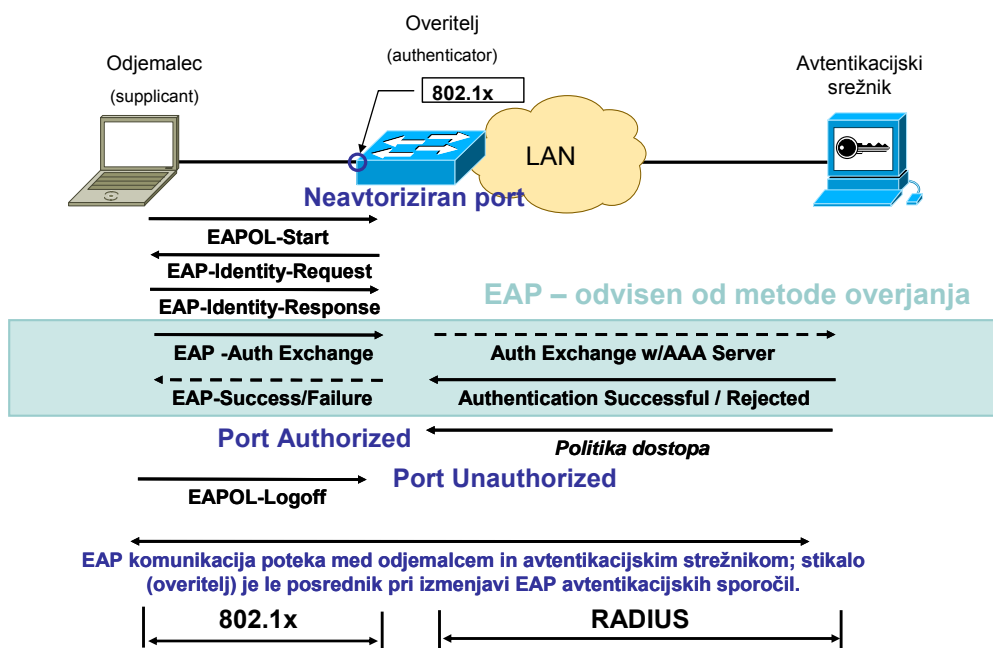 Overitelj
(authenticator)
Odjemalec
(supplicant)
802.1x
Avtentikacijski
srežnik
LAN
Neavtoriziran port
EAPOL-Start
EAP-Identity-Request
EAP-Identity-Response
EAP – odvisen od metode overjanja
EAP -Auth Exchange
Auth Exchange w/AAA Server
EAP-Success/Failure
Authentication Successful / Rejected
Port Authorized
Politika dostopa
Port Unauthorized
EAPOL-Logoff
EAP komunikacija poteka med odjemalcem in avtentikacijskim strežnikom; stikalo
(overitelj) je le posrednik pri izmenjavi EAP avtentikacijskih sporočil.
802.1x
RADIUS